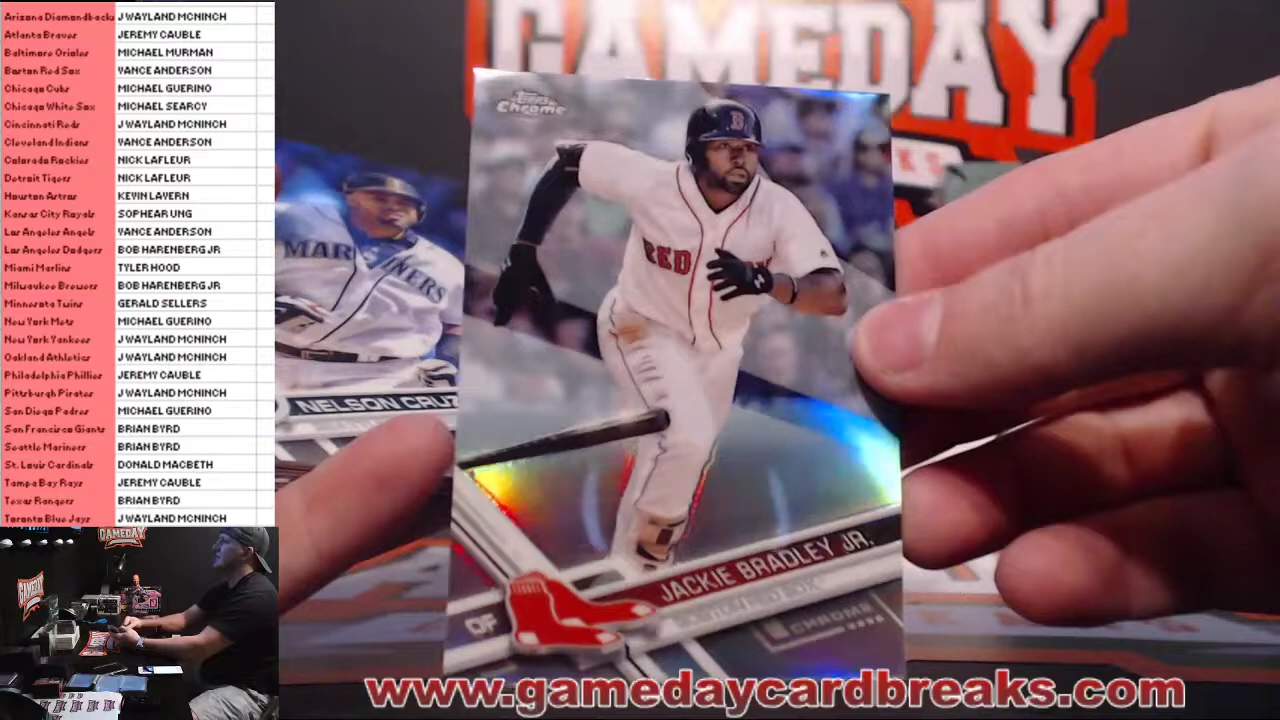 Arizona Diamondbacks J WAYLAND MCNINCH
Atlanta Braves JEREMY CAUBLE
Baltimore Orioles MICHAEL MURMAN
Boston Red Sox VANCE ANDERSON
Chicago Cubs MICHAEL GUERINO
Chicago White Sox MICHAEL SEARCY
Cincinnati Reds J WAYLAND MCNINCH
Cleveland Indians VANCE ANDERSON
Colorado Rockies NICK LAFLEUR
Detroit Tigers NICK LAFLEUR
Houston Astros KEVIN LAVERN
Kansas City Royals SOPHEAR UNG
Los Angeles Angels VANCE ANDERSON
Los Angeles Dodgers BOB HARENBERG JR
Miami Marlins TYLER HOOD
Milwaukee Brewers BOB HARENBERG JR
Minnesota Twins GERALD SELLERS
New York Mets MICHAEL GUERINO
New York Yankees J WAYLAND MCNINCH
Oakland Athletics J WAYLAND MCNINCH
Philadelphia Phillies JEREMY CAUBLE
Pittsburgh Pirates J WAYLAND MCNINCH
San Diego Padres MICHAEL GUERINO
San Francisco Giants BRIAN BYRD
Seattle Mariners BRIAN BYRD
St. Louis Cardinals DONALD MACBETH
Tampa Bay Rays JEREMY CAUBLE
Texas Rangers BRIAN BYRD
Toronto Blue Jays J WAYLAND MCNINCH
GAMEDAY
Topps
Chrome
B
RED
MARINERS
NELSON CRUZ
JACKIE BRADLEY JR.
OF
CHROME
GAMEDAY
GAMEDAY
www.gamedaycardbreaks.com